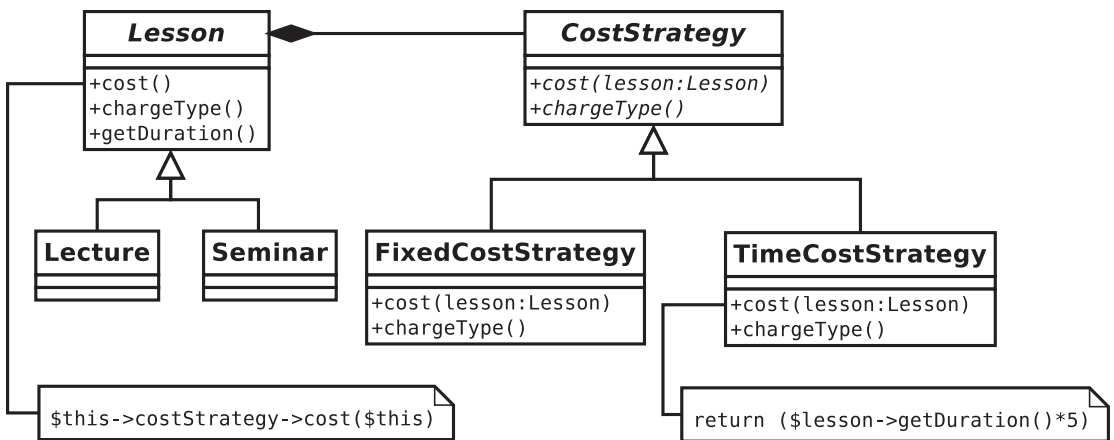 Lesson
+cost()
+chargeType()
+getDuration()
CostStrategy
+cost(lesson:Lesson)
+chargeType()
Lecture
Seminar
FixedCostStrategy
+cost(lesson:Lesson)
+chargeType()
TimeCostStrategy
+cost(lesson:Lesson)
+chargeType()
$this->costStrategy->cost($this)
return ($lesson->getDuration()*5)